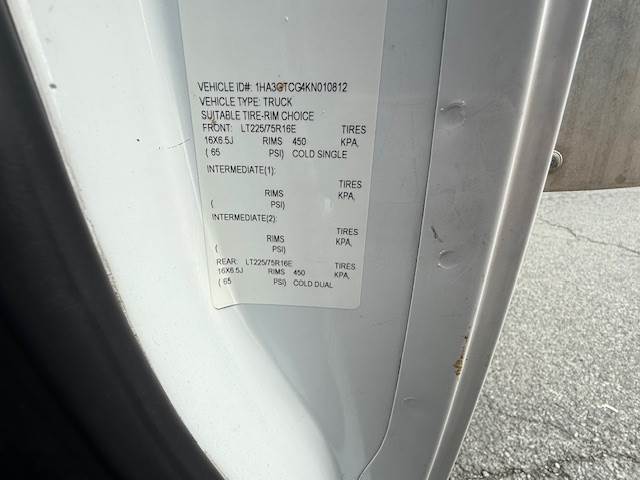 VEHICLE ID#: 1HA3GTCG4KN010812
VEHICLE TYPE: TRUCK
SUITABLE TIRE-RIM CHOICE
FRONT: LT225/75R16E TIRES
16X6.5J RIMS 450 KPA,
( 65 PSI) COLD SINGLE
INTERMEDIATE(1):
TIRES
RIMS KPA,
( PSI)
INTERMEDIATE(2):
TIRES
RIMS KPA,
( PSI)
REAR: LT225/75R16E TIRES
16X6.5J RIMS 450 KPA,
( 65 PSI) COLD DUAL